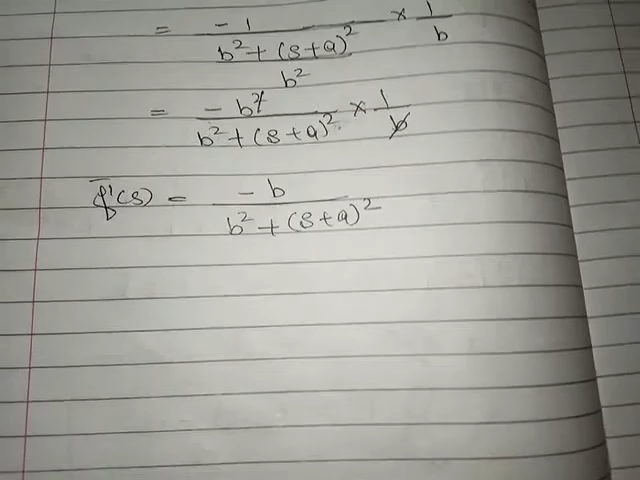 = -1 / (b² + (s+a)² / b²) × 1/b
= -b² / (b² + (s+a)²) × 1/b
f̄'(s) = -b / (b² + (s+a)²)